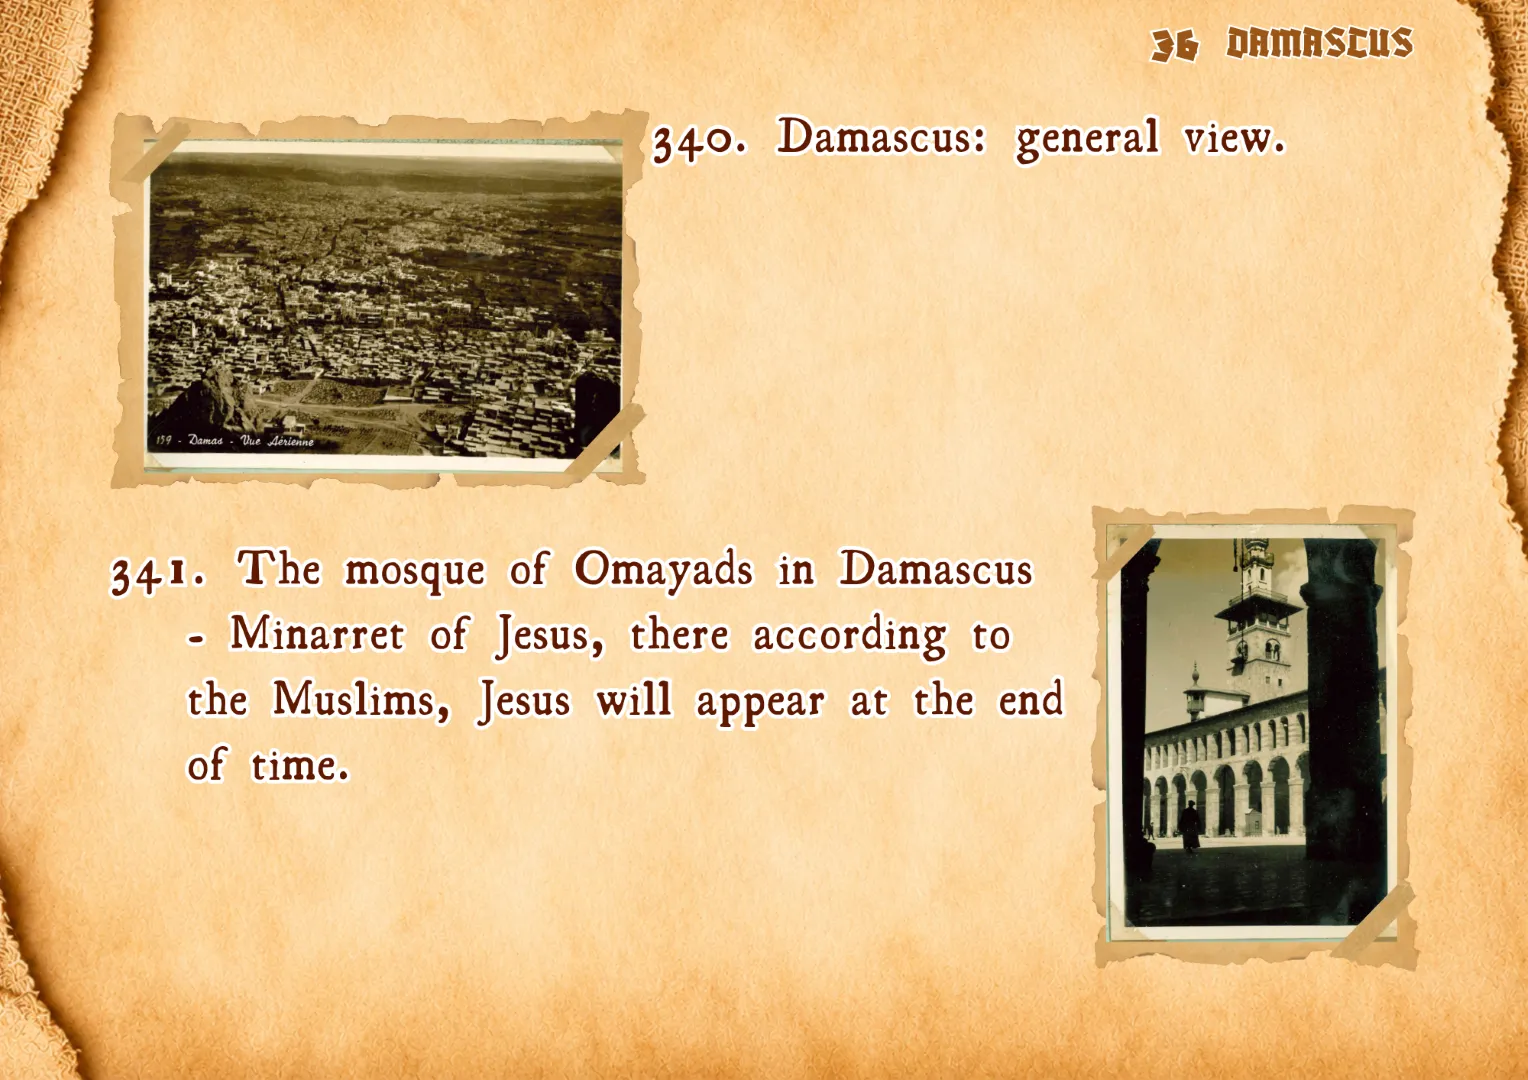 36 DAMASCUS
340. Damascus: general view.
159 - Damas - Vue Aérienne
341. The mosque of Omayads in Damascus
- Minarret of Jesus, there according to
the Muslims, Jesus will appear at the end
of time.